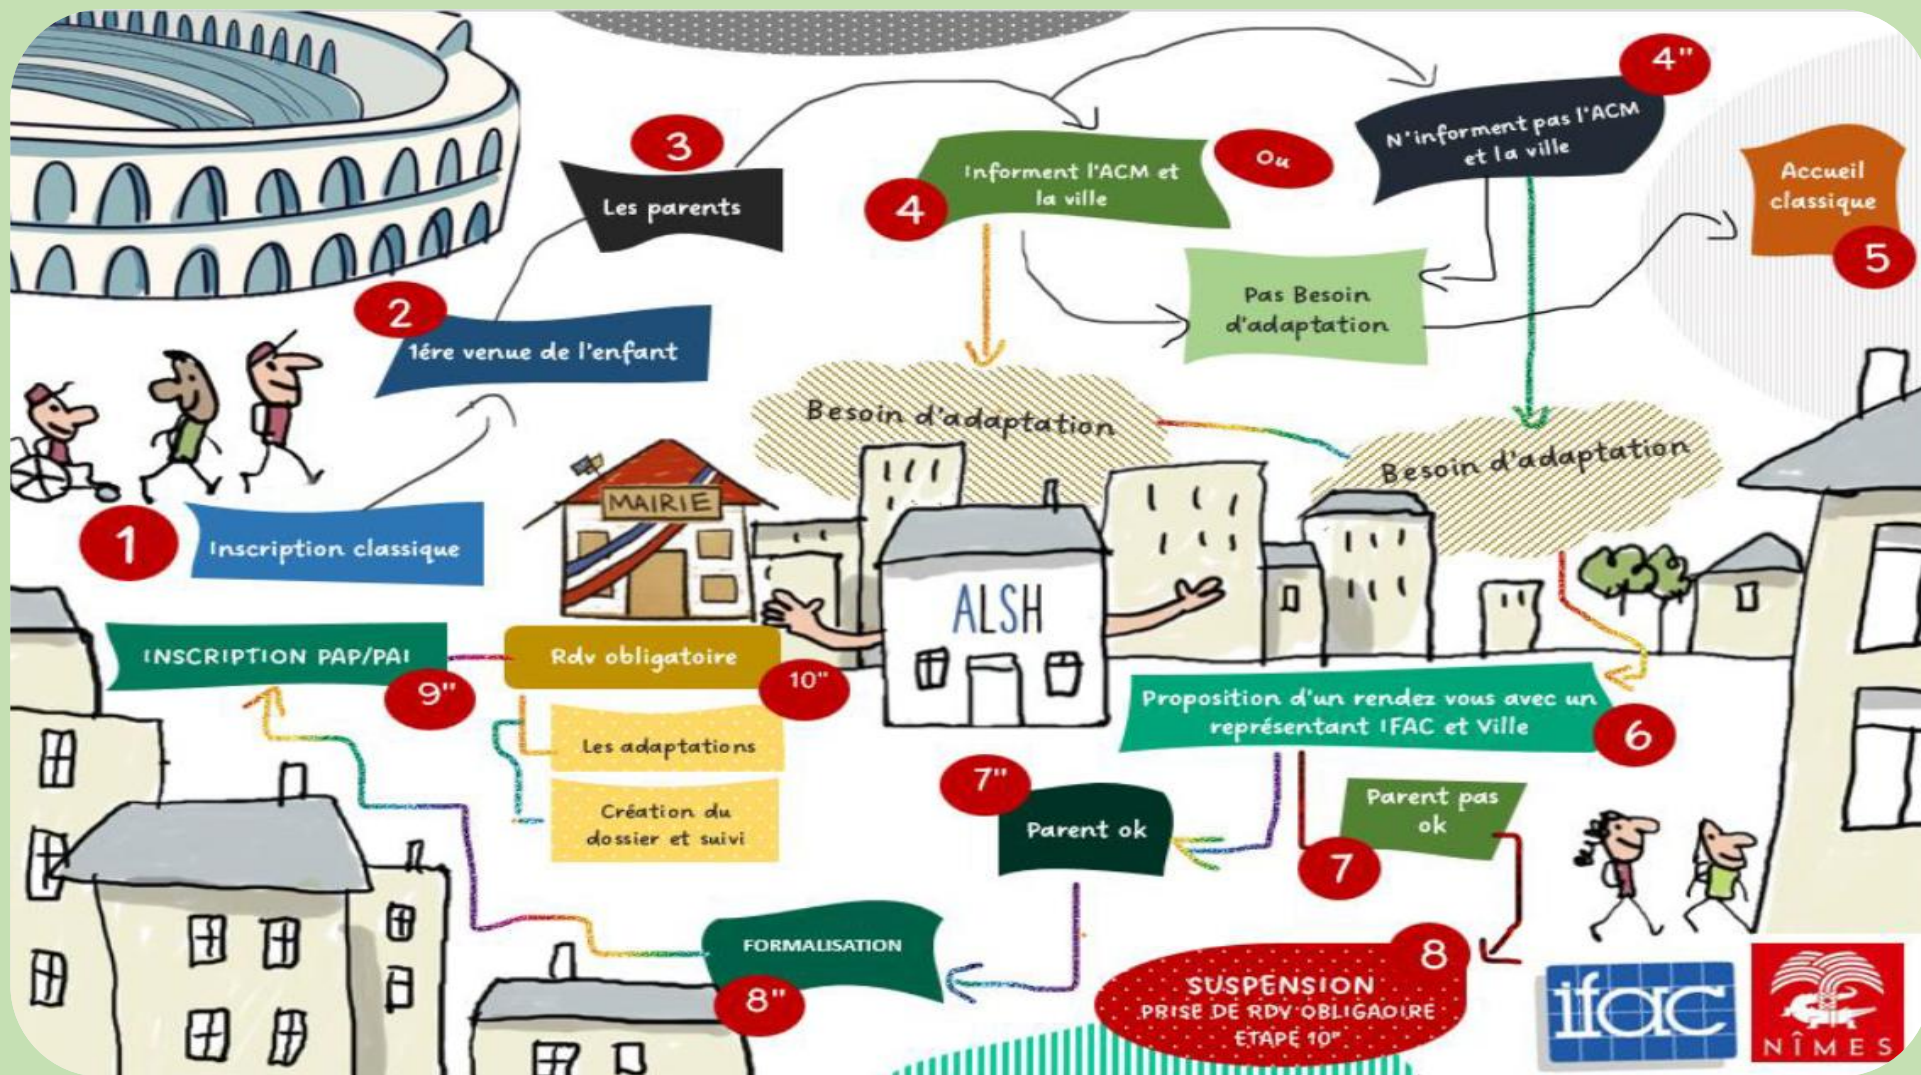 4"
N'informent pas l'ACM
et la ville
3
Les parents
4
Informent l'ACM et
la ville
Ou
Accueil
classique
5
2
1ére venue de l'enfant
Pas Besoin
d'adaptation
Besoin d'adaptation
Besoin d'adaptation
MAIRIE
1
Inscription classique
ALSH
INSCRIPTION PAP/PAI
9"
Rdv obligatoire
10"
Les adaptations
Création du
dossier et suivi
Proposition d'un rendez vous avec un
représentant IFAC et Ville
6
7"
Parent ok
Parent pas
ok
7
FORMALISATION
8"
8
SUSPENSION
PRISE DE RDV OBLIGAOIRE
ETAPE 10"
ifac
NÎMES